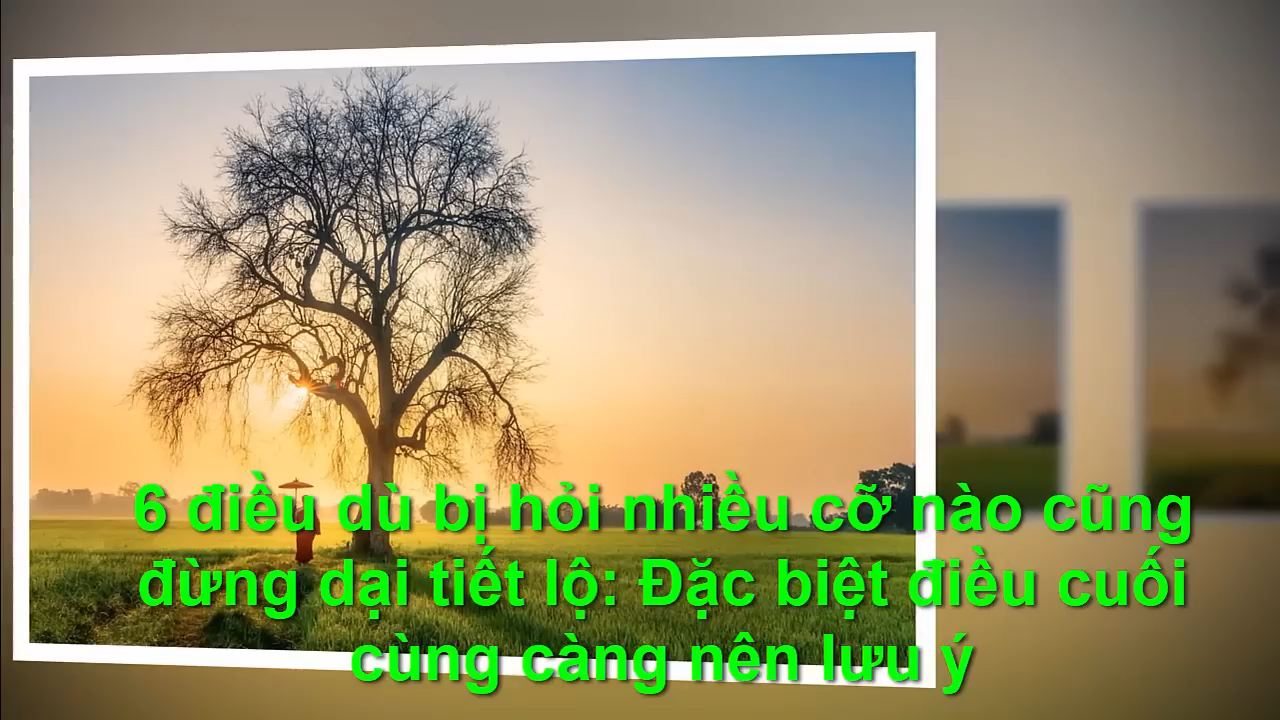 6 điều dù bị hỏi nhiều cỡ nào cũng
đừng dại tiết lộ: Đặc biệt điều cuối
cùng càng nên lưu ý